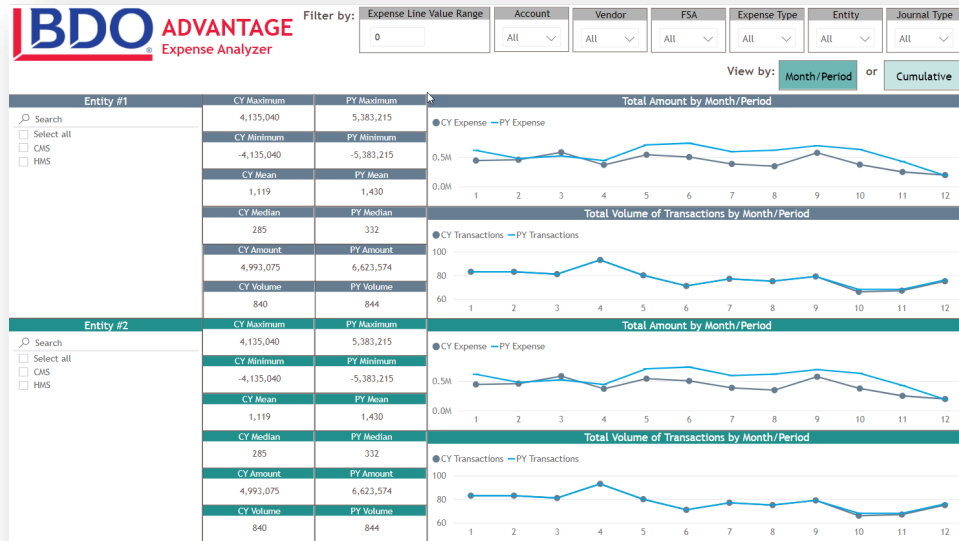 BDO®
ADVANTAGE
Expense Analyzer
Filter by:
Expense Line Value Range
0
Account
All
Vendor
All
FSA
All
Expense Type
All
Entity
All
Journal Type
All
View by:
Month/Period
or
Cumulative
Entity #1
Search
Select all
CMS
HMS
CY Maximum PY Maximum
4,135,040 5,383,215
CY Minimum PY Minimum
-4,135,040 -5,383,215
CY Mean PY Mean
1,119 1,430
CY Median PY Median
285 332
CY Amount PY Amount
4,993,075 6,623,574
CY Volume PY Volume
840 844
Total Amount by Month/Period
CY Expense PY Expense
0.5M
0.0M
1 2 3 4 5 6 7 8 9 10 11 12
Total Volume of Transactions by Month/Period
CY Transactions PY Transactions
100
80
60
1 2 3 4 5 6 7 8 9 10 11 12
Entity #2
Search
Select all
CMS
HMS
CY Maximum PY Maximum
4,135,040 5,383,215
CY Minimum PY Minimum
-4,135,040 -5,383,215
CY Mean PY Mean
1,119 1,430
CY Median PY Median
285 332
CY Amount PY Amount
4,993,075 6,623,574
CY Volume PY Volume
840 844
Total Amount by Month/Period
CY Expense PY Expense
0.5M
0.0M
1 2 3 4 5 6 7 8 9 10 11 12
Total Volume of Transactions by Month/Period
CY Transactions PY Transactions
100
80
60
1 2 3 4 5 6 7 8 9 10 11 12